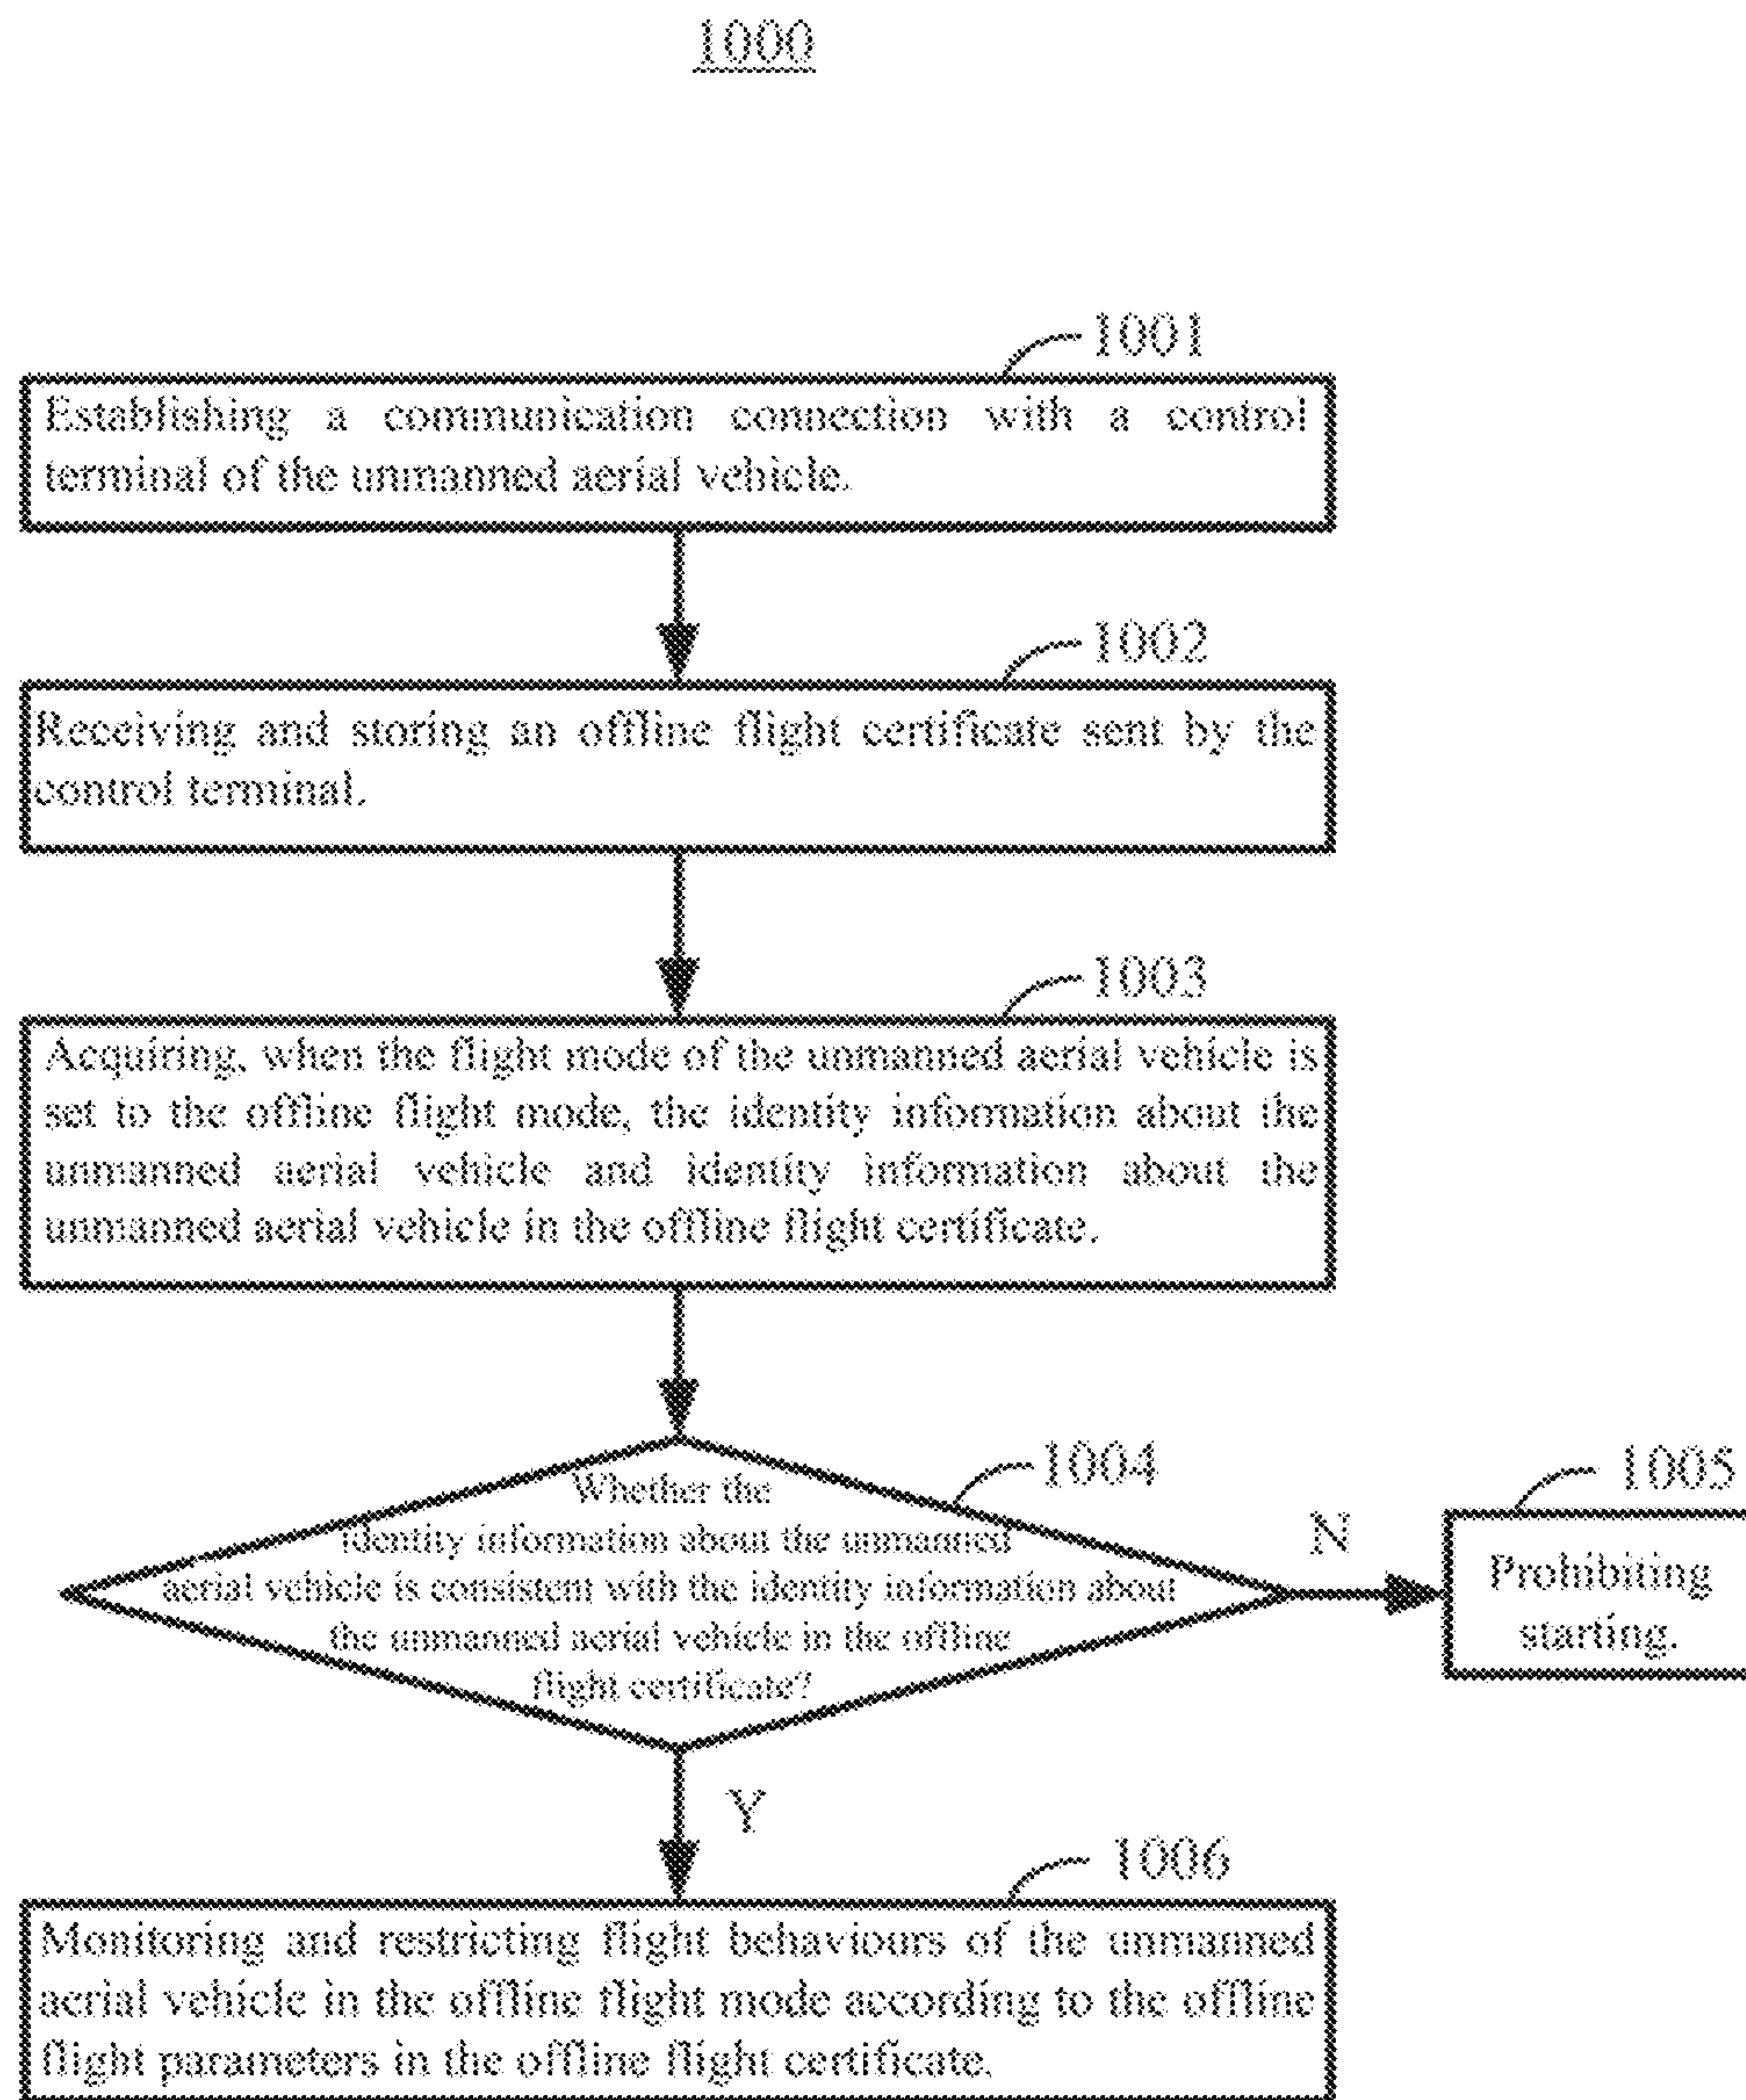 1000
1001
Establishing a communication connection with a control
terminal of the unmanned aerial vehicle.
1002
Receiving and storing an offline flight certificate sent by the
control terminal.
1003
Acquiring, when the flight mode of the unmanned aerial vehicle is
set to the offline flight mode, the identity information about the
unmanned aerial vehicle and identity information about the
unmanned aerial vehicle in the offline flight certificate.
1004
Whether the
identity information about the unmanned
aerial vehicle is consistent with the identity information about
the unmanned aerial vehicle in the offline
flight certificate?
N
1005
Prohibiting
starting.
Y
1006
Monitoring and restricting flight behaviours of the unmanned
aerial vehicle in the offline flight mode according to the offline
flight parameters in the offline flight certificate.